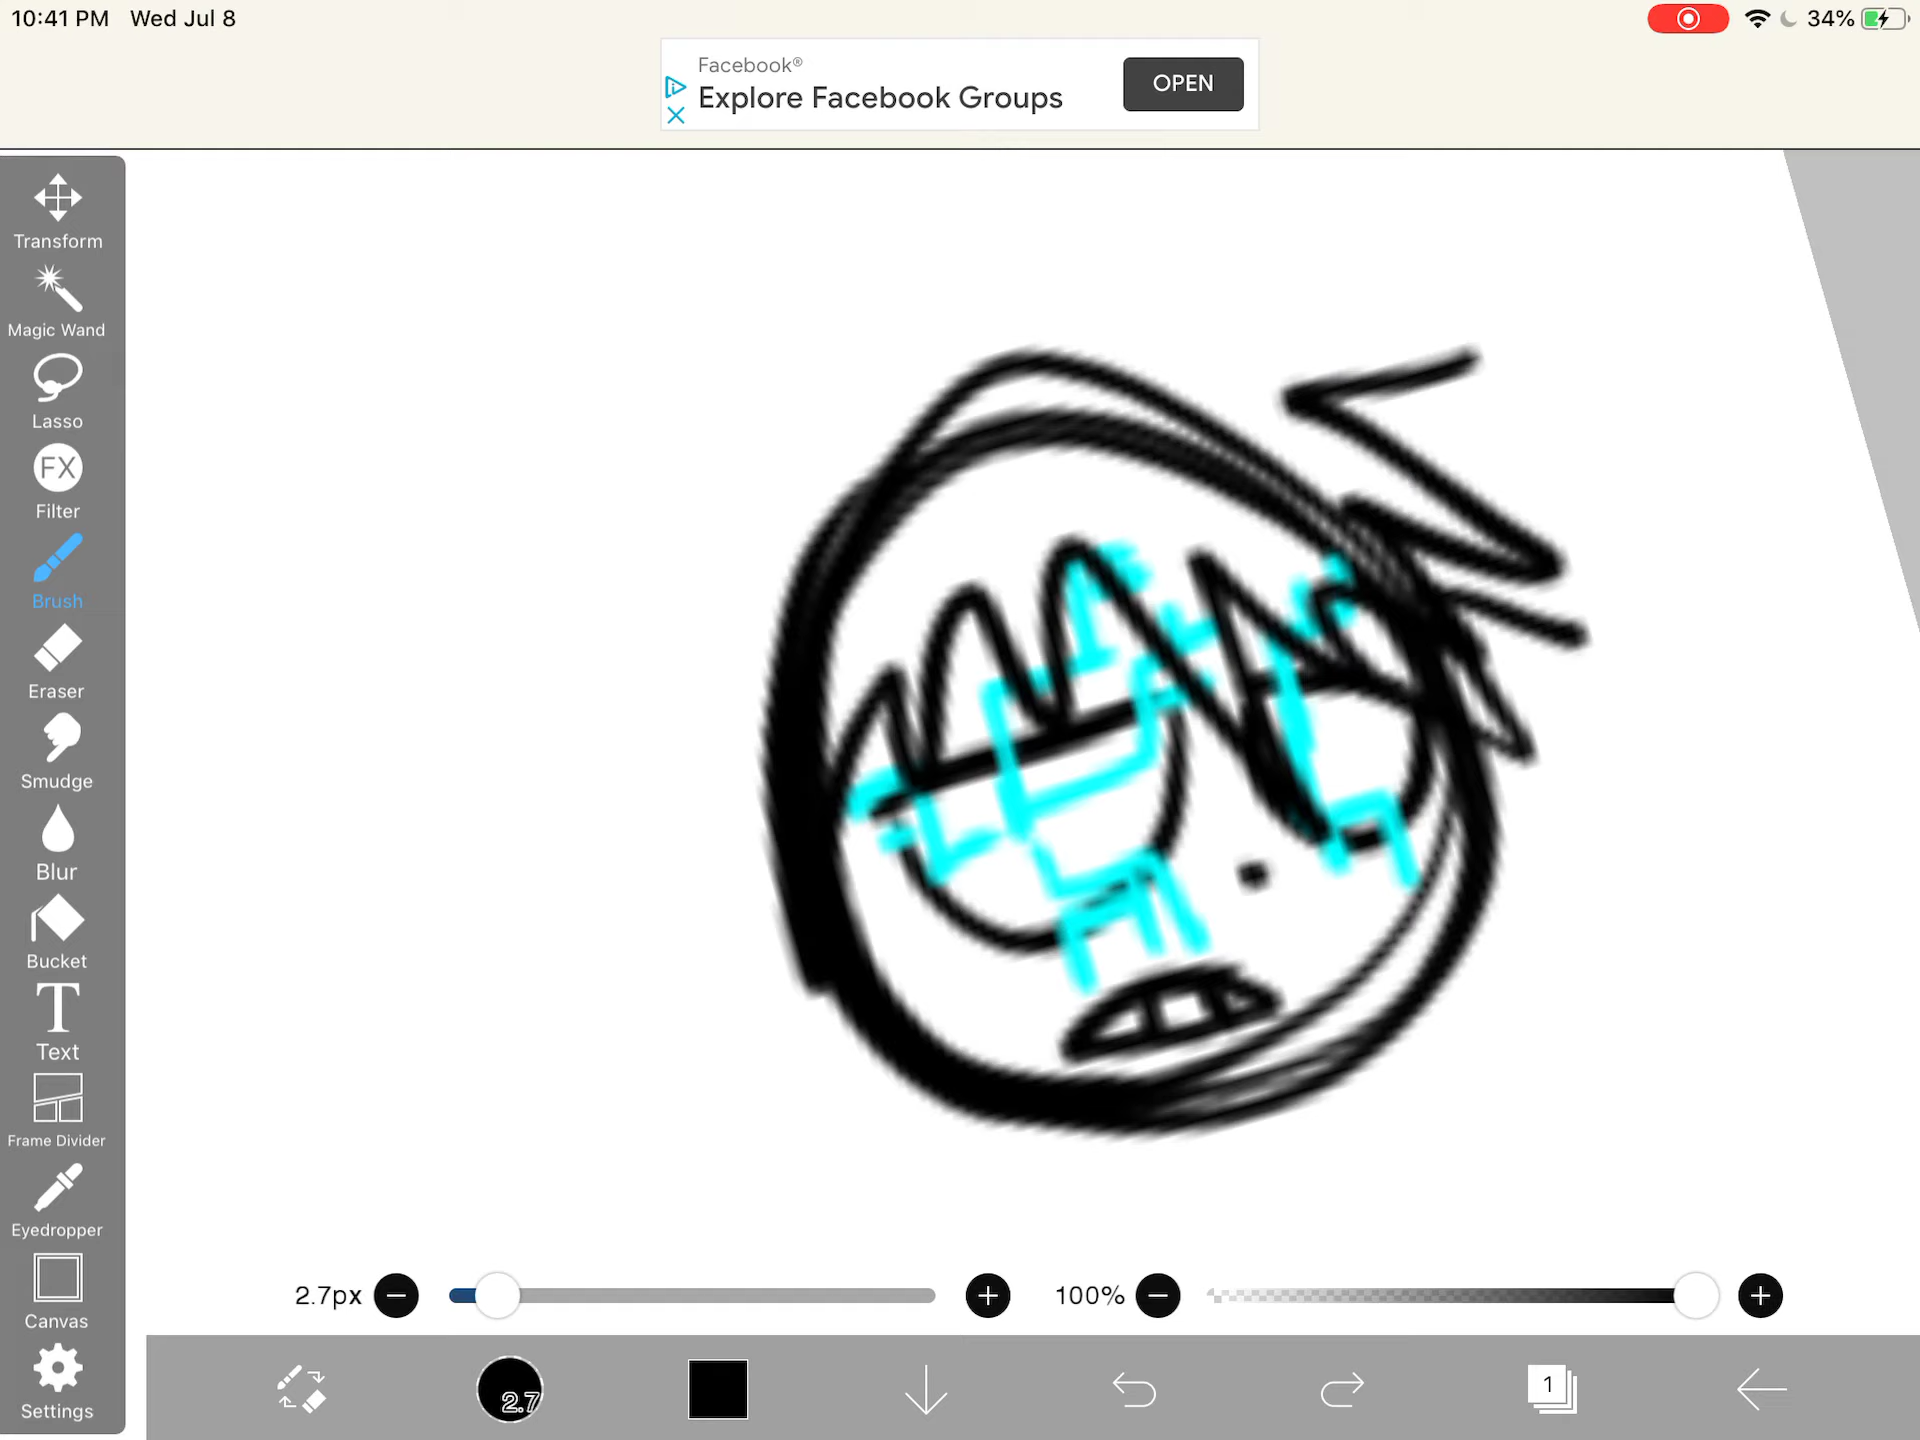 10:41 PM Wed Jul 8
34%
Facebook®
Explore Facebook Groups
OPEN
Transform
Magic Wand
Lasso
FX
Filter
Brush
Eraser
Smudge
Blur
Bucket
T
Text
Frame Divider
Eyedropper
Canvas
Settings
2.7px
100%
2.7
1